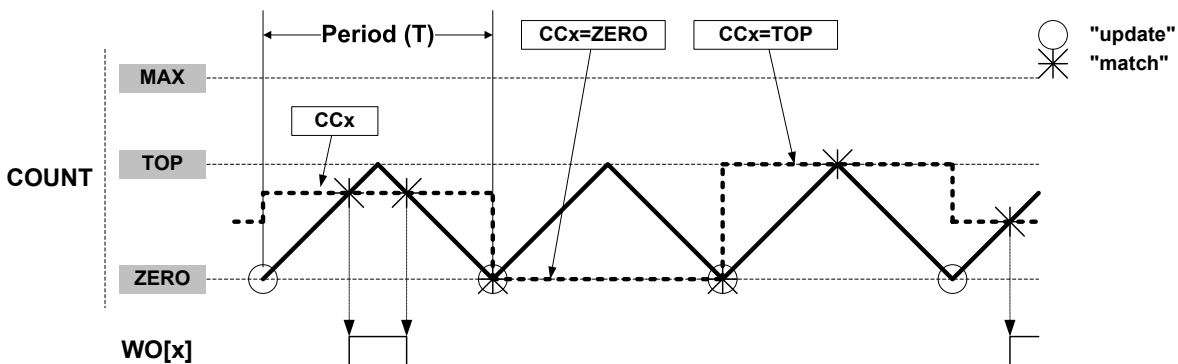 Period (T)
CCx=ZERO
CCx=TOP
"update"
"match"
MAX
CCx
TOP
COUNT
ZERO
WO[x]